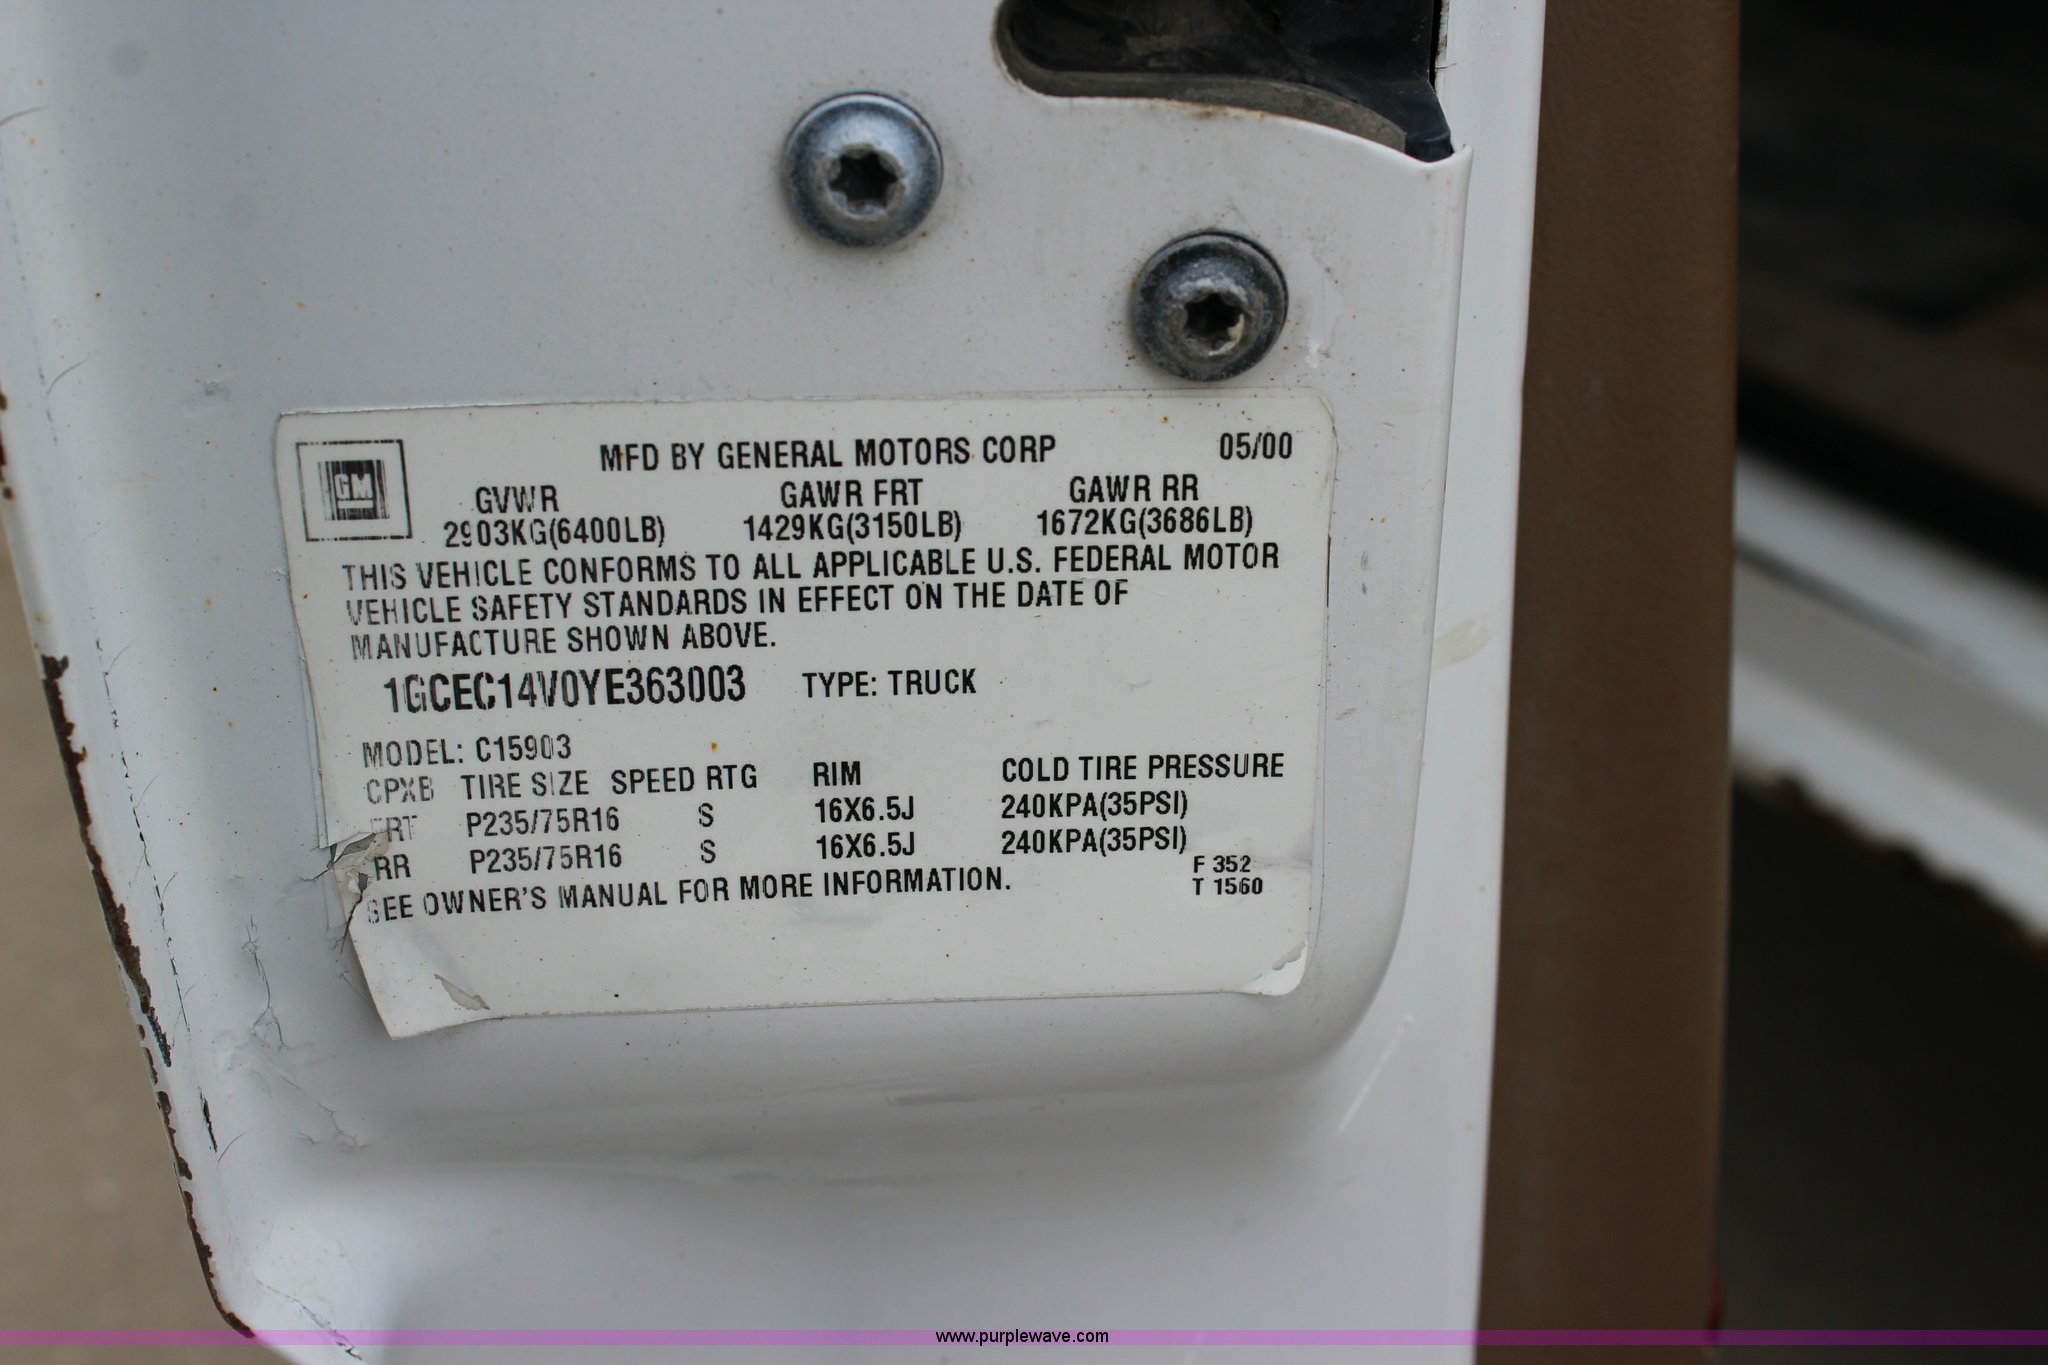 GM
MFD BY GENERAL MOTORS CORP 05/00
GVWR GAWR FRT GAWR RR
2903KG(6400LB) 1429KG(3150LB) 1672KG(3686LB)
THIS VEHICLE CONFORMS TO ALL APPLICABLE U.S. FEDERAL MOTOR
VEHICLE SAFETY STANDARDS IN EFFECT ON THE DATE OF
MANUFACTURE SHOWN ABOVE.
1GCEC14V0YE363003 TYPE: TRUCK
MODEL: C15903
CPXB TIRE SIZE SPEED RTG RIM COLD TIRE PRESSURE
FRT P235/75R16 S 16X6.5J 240KPA(35PSI)
RR P235/75R16 S 16X6.5J 240KPA(35PSI)
SEE OWNER'S MANUAL FOR MORE INFORMATION.
F 352
T 1560
www.purplewave.com